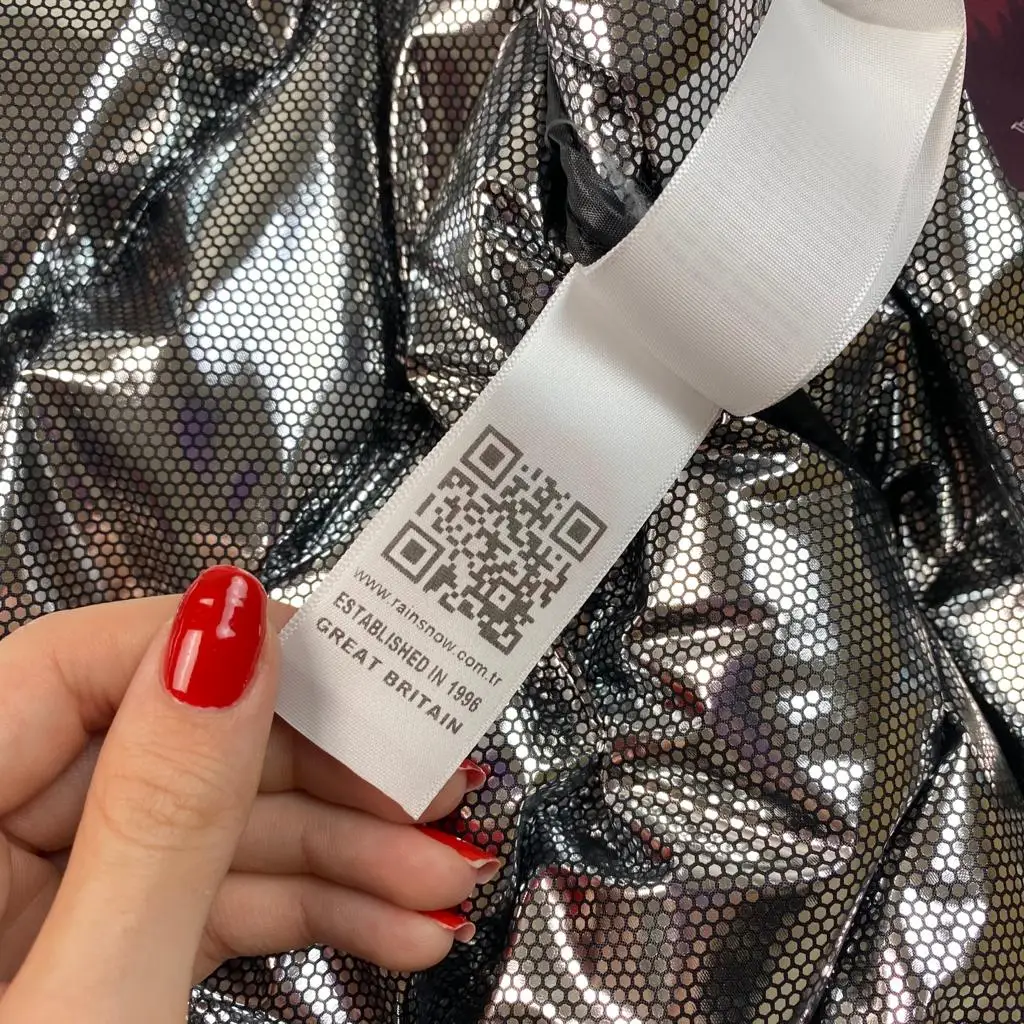 www.rainsnow.com.tr
ESTABLISHED IN 1996
GREAT BRITAIN